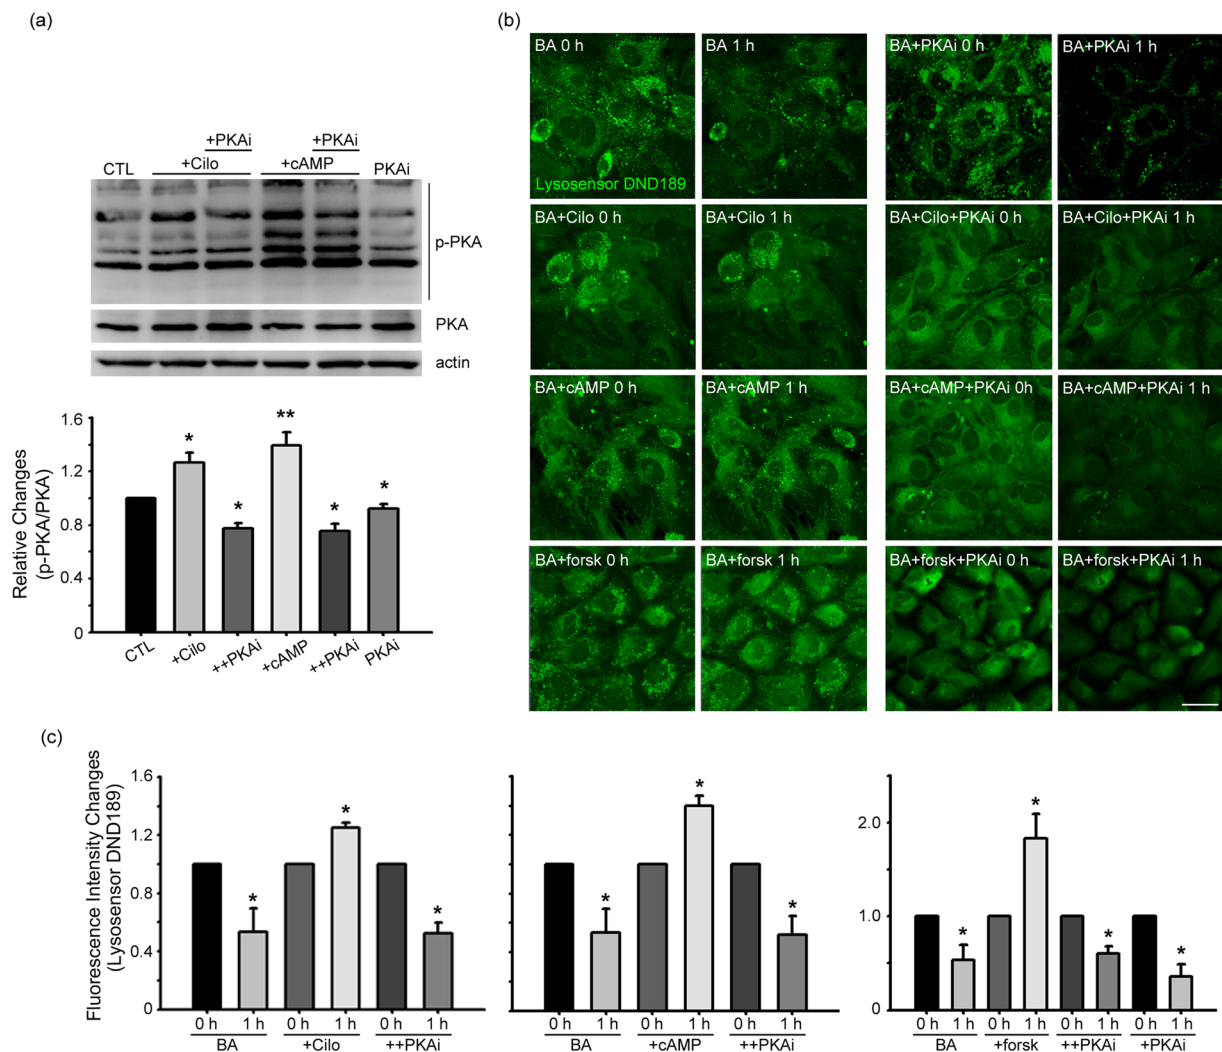 (a)
+PKAi +PKAi
CTL +Cilo +cAMP PKAi
p-PKA
PKA
actin
Relative Changes
(p-PKA/PKA)
1.6
1.2
0.8
0.4
0
* * ** * *
CTL +Cilo ++PKAi +cAMP ++PKAi PKAi
(b)
BA 0 h BA 1 h BA+PKAi 0 h BA+PKAi 1 h
Lysosensor DND189
BA+Cilo 0 h BA+Cilo 1 h BA+Cilo+PKAi 0 h BA+Cilo+PKAi 1 h
BA+cAMP 0 h BA+cAMP 1 h BA+cAMP+PKAi 0h BA+cAMP+PKAi 1 h
BA+forsk 0 h BA+forsk 1 h BA+forsk+PKAi 0 h BA+forsk+PKAi 1 h
(c)
Fluorescence Intensity Changes
(Lysosensor DND189)
1.6
1.2
0.8
0.4
0
* * *
0 h 1 h 0 h 1 h 0 h 1 h
BA +Cilo ++PKAi
* * *
0 h 1 h 0 h 1 h 0 h 1 h
BA +cAMP ++PKAi
2.0
1.0
0
* * * *
0 h 1 h 0 h 1 h 0 h 1 h 0 h 1 h
BA +forsk ++PKAi +PKAi